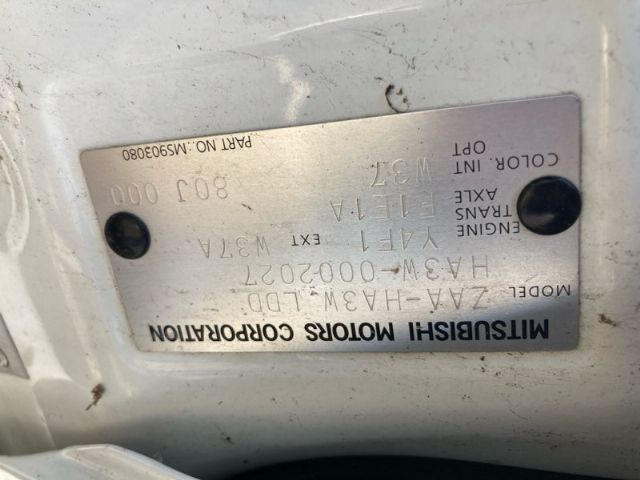 MITSUBISHI MOTORS CORPORATION
MODEL ZAA-HA3W LDD
HA3W-0002027
ENGINE Y4F1 EXT W37A
TRANS AXLE F1E1A
COLOR. INT OPT W37 80J 000
PART NO.: MS903080